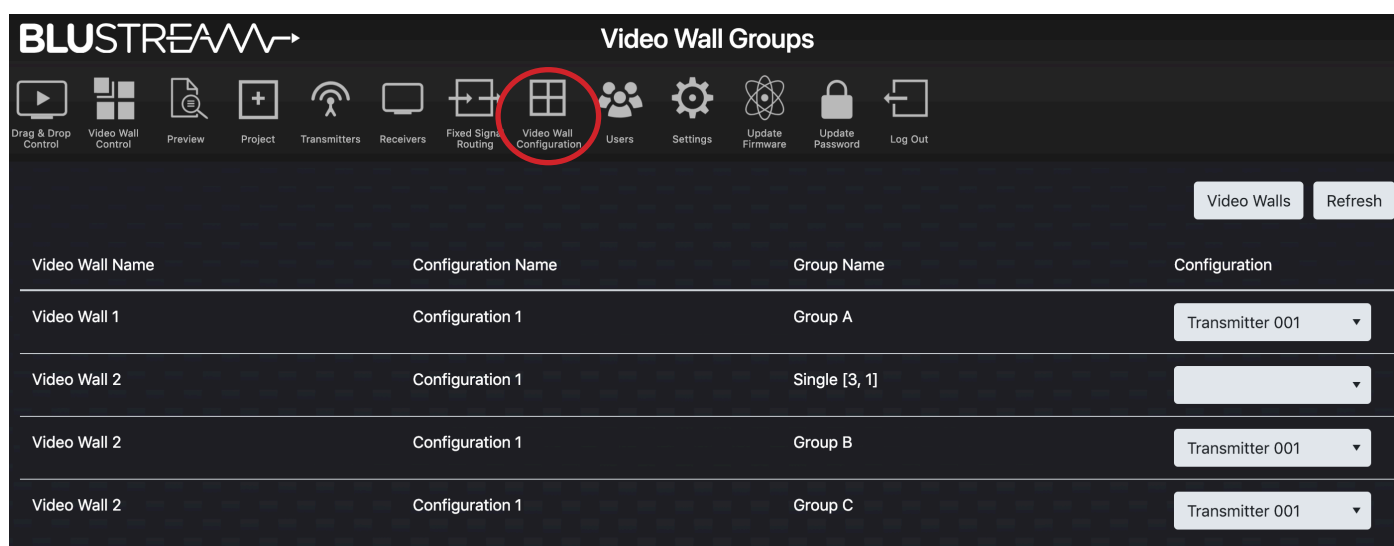 BLUSTREAM
Video Wall Groups
Drag & Drop Control
Video Wall Control
Preview
Project
Transmitters
Receivers
Fixed Signal Routing
Video Wall Configuration
Users
Settings
Update Firmware
Update Password
Log Out
Video Walls Refresh
Video Wall Name Configuration Name Group Name Configuration
Video Wall 1 Configuration 1 Group A Transmitter 001
Video Wall 2 Configuration 1 Single [3, 1]
Video Wall 2 Configuration 1 Group B Transmitter 001
Video Wall 2 Configuration 1 Group C Transmitter 001